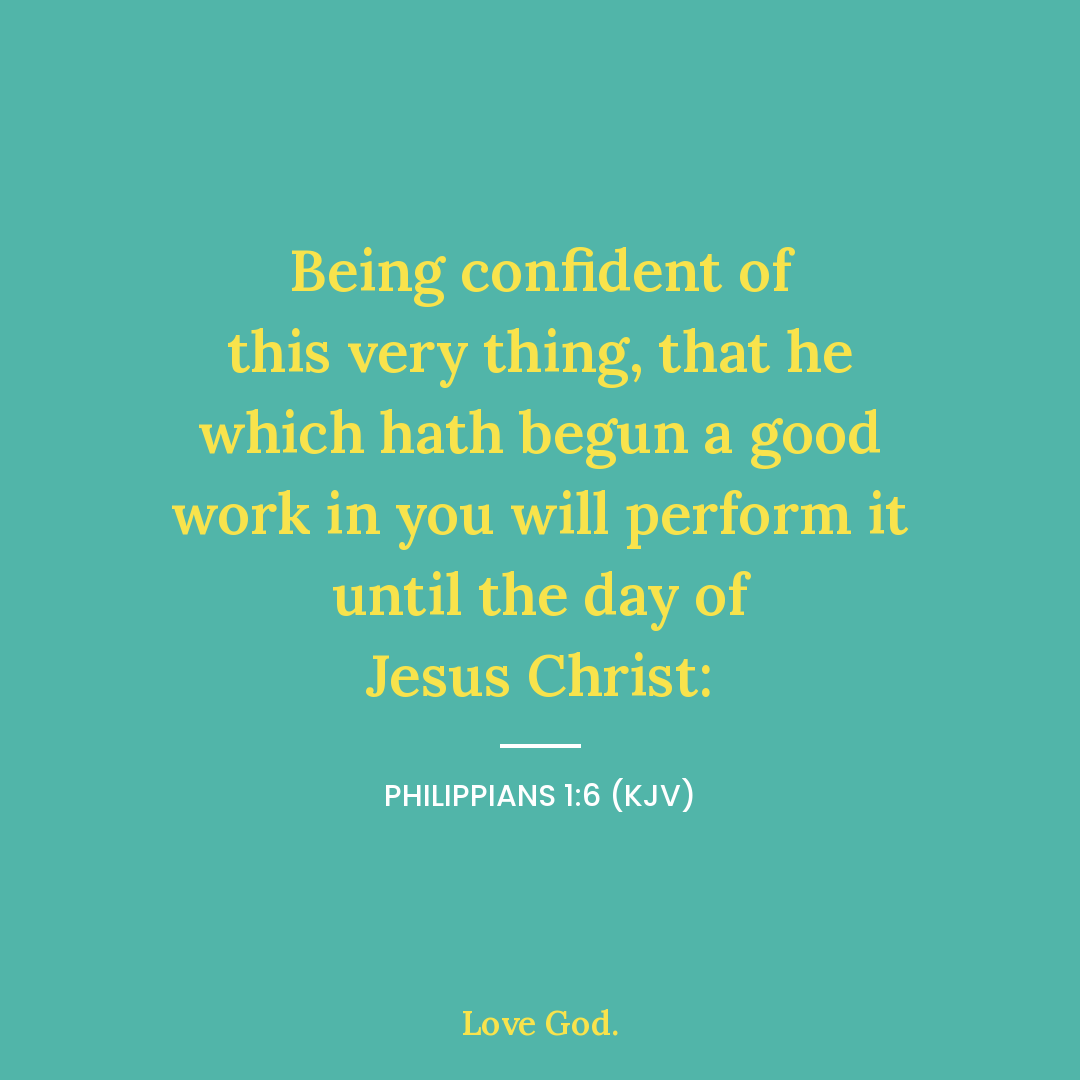 Being confident of
this very thing, that he
which hath begun a good
work in you will perform it
until the day of
Jesus Christ:
PHILIPPIANS 1:6 (KJV)
Love God.